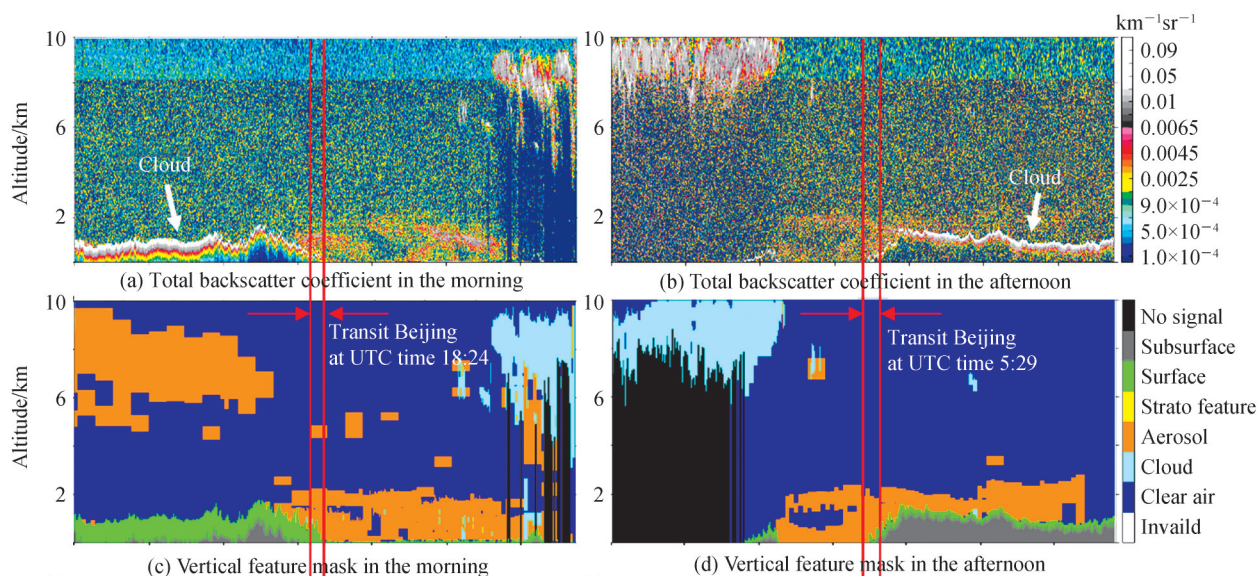 km⁻¹sr⁻¹
10
6
2
Altitude/km
Cloud
10
6
2
Cloud
0.09
0.05
0.01
0.0065
0.0045
0.0025
9.0×10⁻⁴
5.0×10⁻⁴
1.0×10⁻⁴
(a) Total backscatter coefficient in the morning
(b) Total backscatter coefficient in the afternoon
10
6
2
Altitude/km
Transit Beijing
at UTC time 18:24
10
6
2
Transit Beijing
at UTC time 5:29
No signal
Subsurface
Surface
Strato feature
Aerosol
Cloud
Clear air
Invaild
(c) Vertical feature mask in the morning
(d) Vertical feature mask in the afternoon